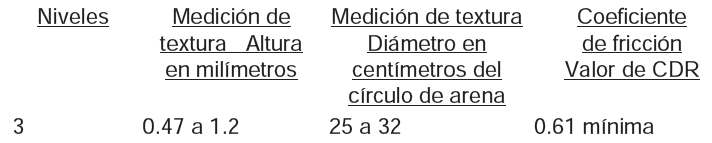 Niveles Medición de Medición de textura Coeficiente
textura Altura Diámetro en de fricción
en milímetros centímetros del Valor de CDR
círculo de arena
3 0.47 a 1.2 25 a 32 0.61 mínima